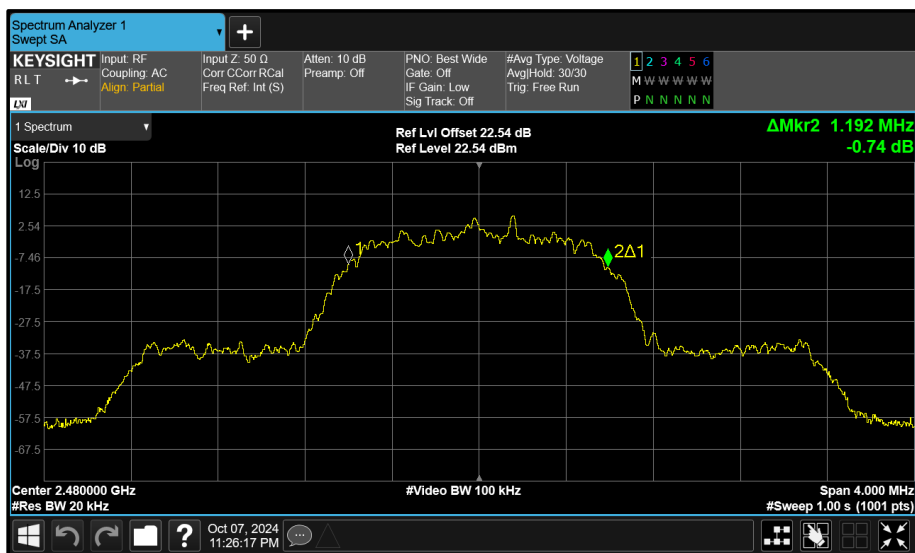 Spectrum Analyzer 1
Swept SA
KEYSIGHT
R L T
LXI
Input: RF
Coupling: AC
Align: Partial
Input Z: 50 Ω
Corr CCorr RCal
Freq Ref: Int (S)
Atten: 10 dB
Preamp: Off
PNO: Best Wide
Gate: Off
IF Gain: Low
Sig Track: Off
#Avg Type: Voltage
Avg|Hold: 30/30
Trig: Free Run
1 2 3 4 5 6
M W W W W W
P N N N N N
1 Spectrum
Scale/Div 10 dB
Log
Ref Lvl Offset 22.54 dB
Ref Level 22.54 dBm
ΔMkr2 1.192 MHz
-0.74 dB
12.5
2.54
-7.46
-17.5
-27.5
-37.5
-47.5
-57.5
-67.5
1
2Δ1
Center 2.480000 GHz
#Res BW 20 kHz
#Video BW 100 kHz
Span 4.000 MHz
#Sweep 1.00 s (1001 pts)
?
Oct 07, 2024
11:26:17 PM